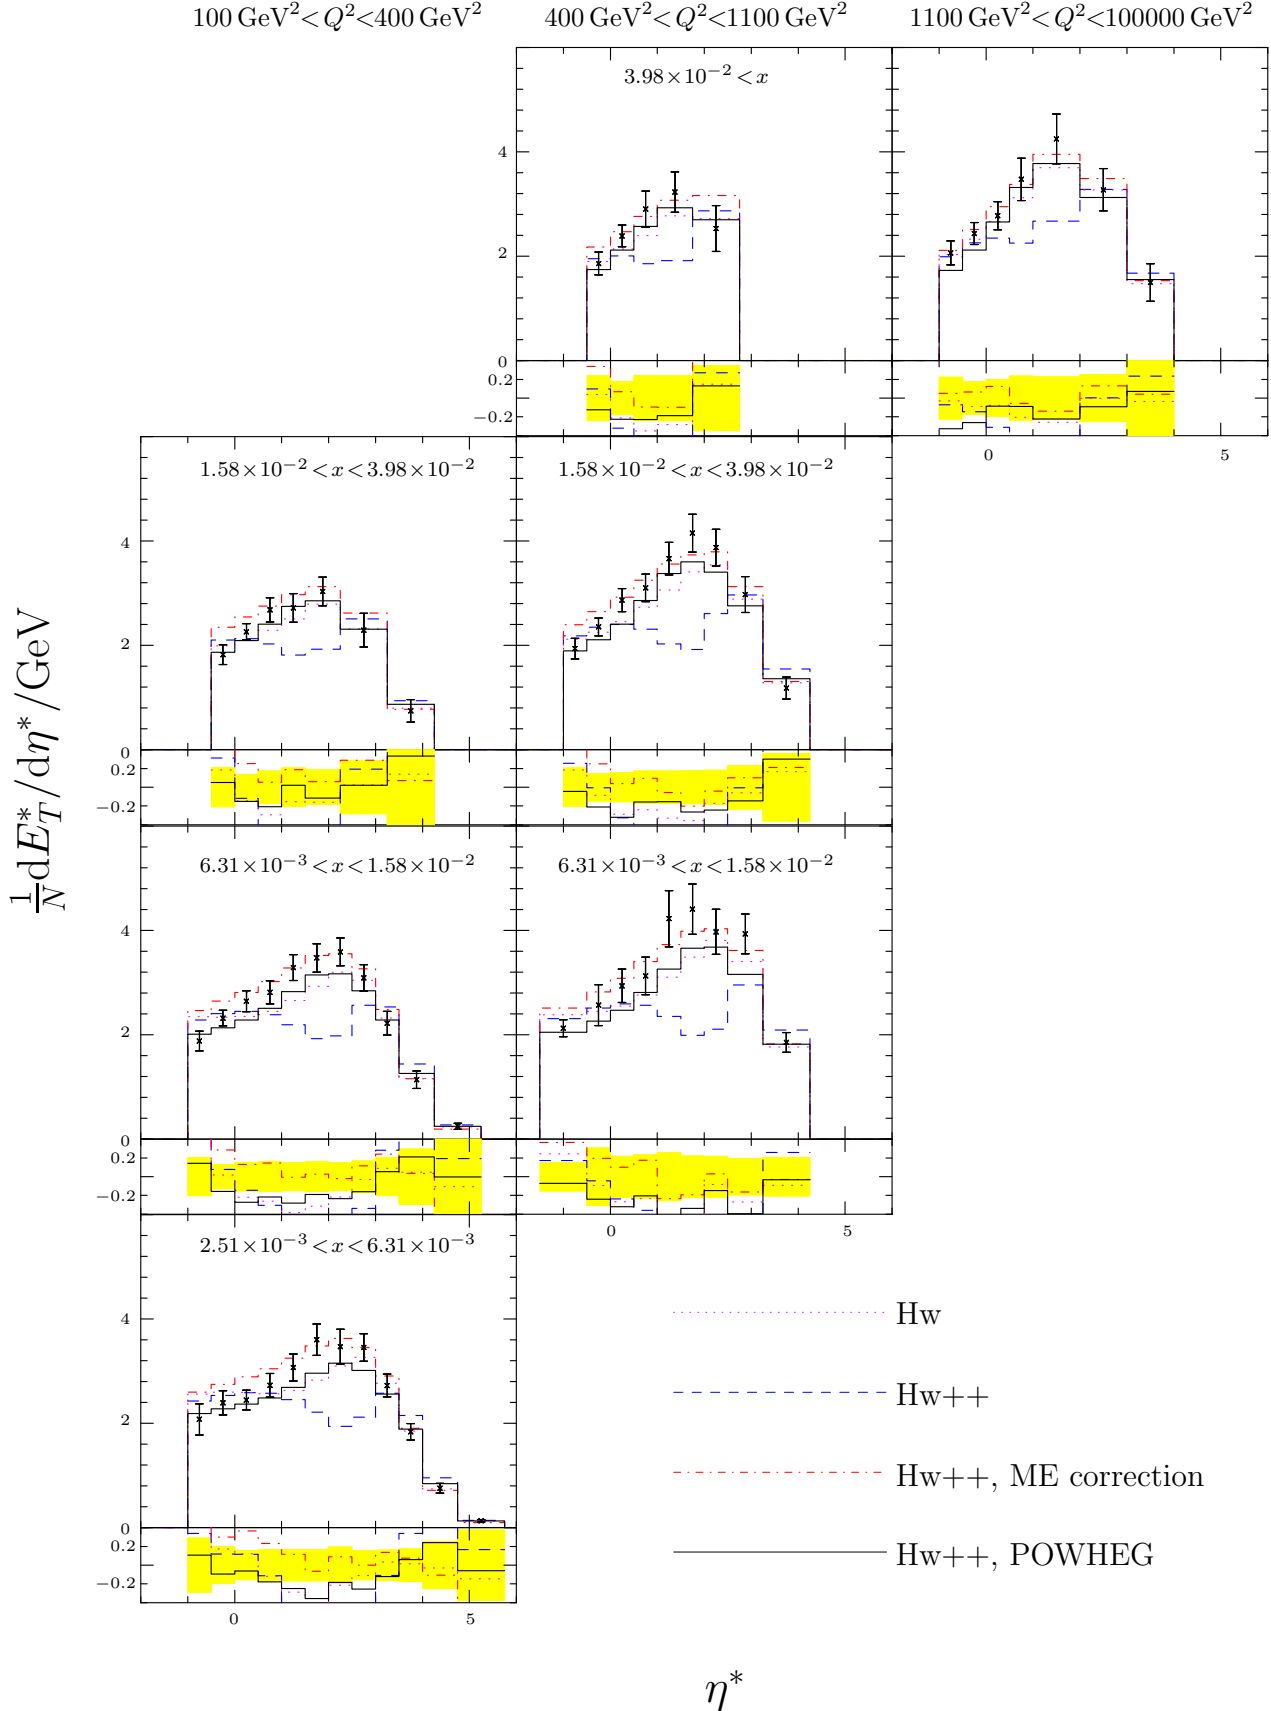 100 GeV²<Q²<400 GeV² 400 GeV²<Q²<1100 GeV² 1100 GeV²<Q²<100000 GeV²
3.98×10⁻²<x
4
2
0
0.2
−0.2
0 5
1.58×10⁻²<x<3.98×10⁻² 1.58×10⁻²<x<3.98×10⁻²
4
2
0
0.2
−0.2
6.31×10⁻³<x<1.58×10⁻² 6.31×10⁻³<x<1.58×10⁻²
4
2
0
0.2
−0.2
0 5
2.51×10⁻³<x<6.31×10⁻³
4
2
0
0.2
−0.2
0 5
1/N dE*_T/dη* /GeV
Hw
Hw++
Hw++, ME correction
Hw++, POWHEG
η*